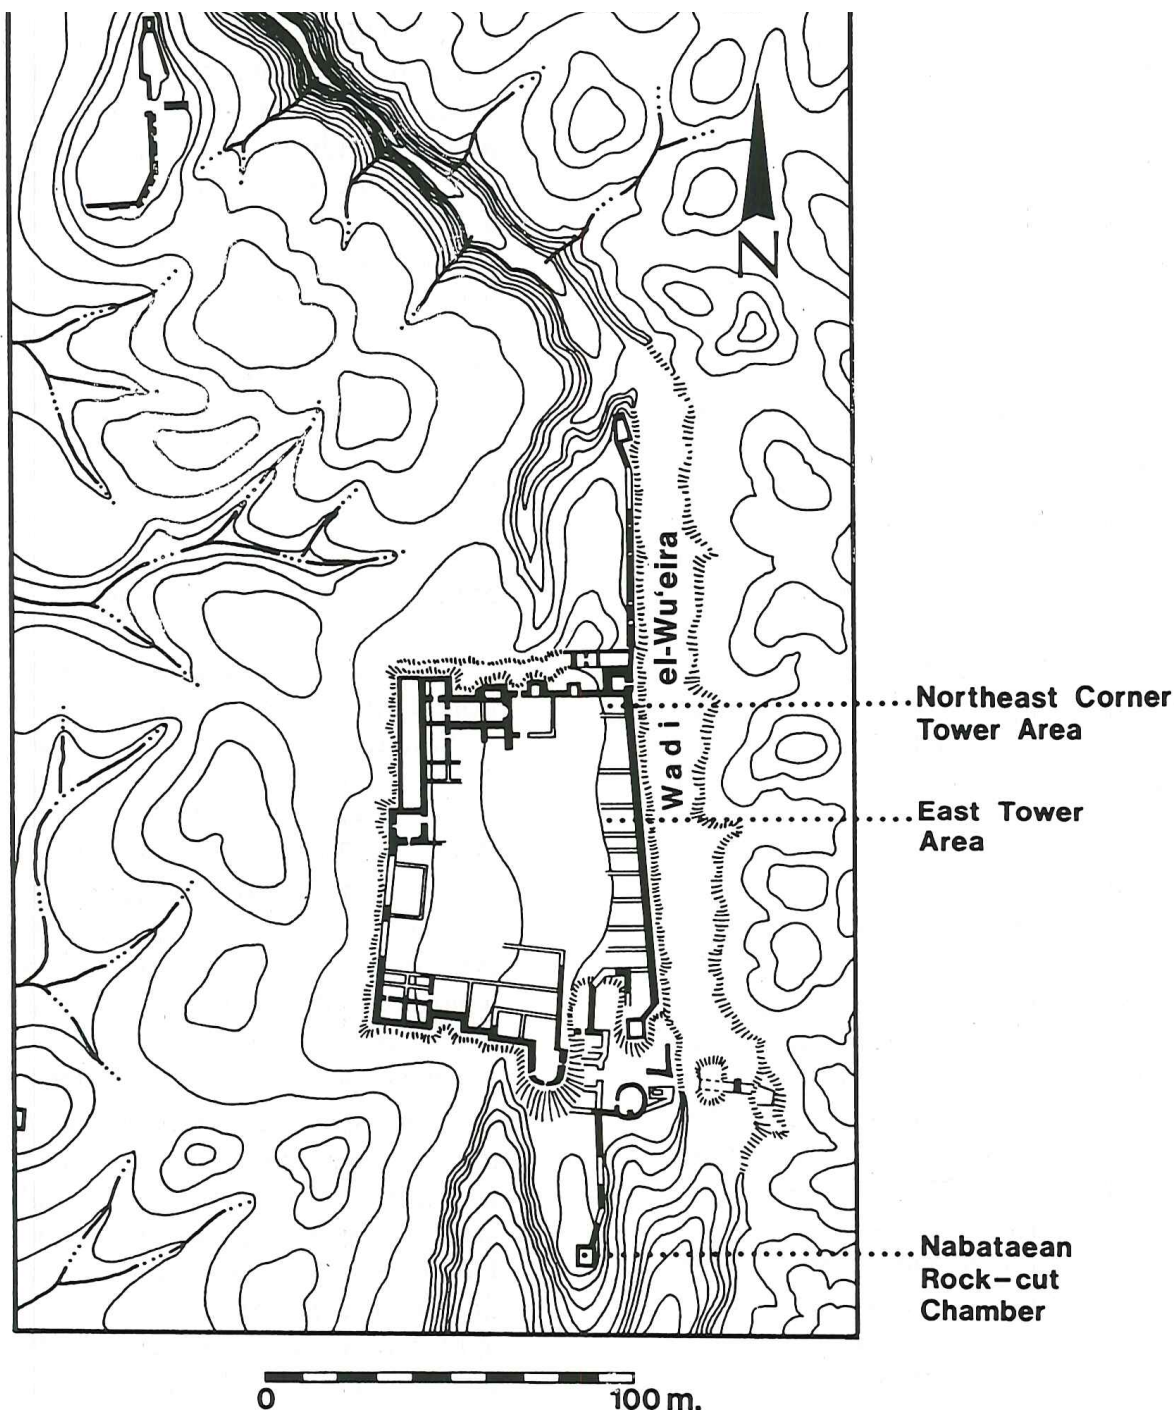 N
Wadi el-Wu‘eira
Northeast Corner
Tower Area
East Tower
Area
Nabataean
Rock-cut
Chamber
0 100 m.